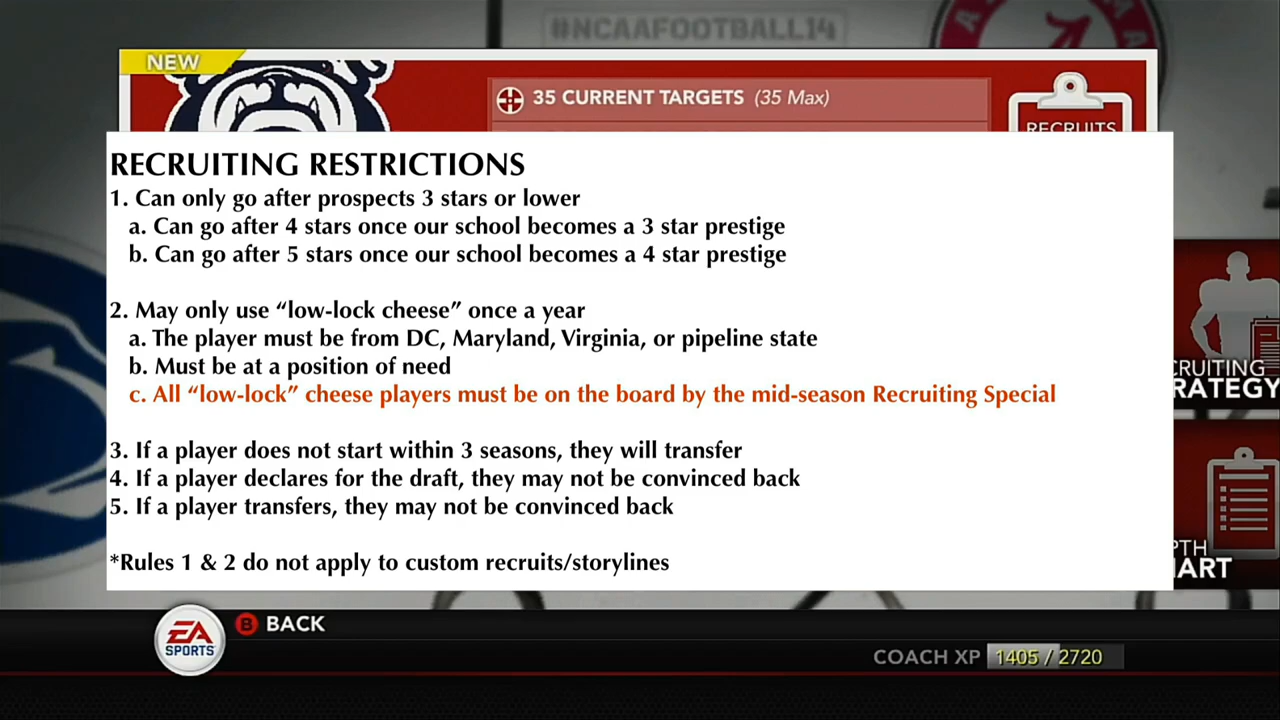 #NCAAFOOTBALL14
NEW
35 CURRENT TARGETS (35 Max)
RECRUITS
RECRUITING RESTRICTIONS
1. Can only go after prospects 3 stars or lower
a. Can go after 4 stars once our school becomes a 3 star prestige
b. Can go after 5 stars once our school becomes a 4 star prestige
2. May only use “low-lock cheese” once a year
a. The player must be from DC, Maryland, Virginia, or pipeline state
b. Must be at a position of need
c. All “low-lock” cheese players must be on the board by the mid-season Recruiting Special
CRUITING
RATEGY
3. If a player does not start within 3 seasons, they will transfer
4. If a player declares for the draft, they may not be convinced back
5. If a player transfers, they may not be convinced back
*Rules 1 & 2 do not apply to custom recruits/storylines
PTH
HART
EA
SPORTS
B BACK
COACH XP 1405 / 2720